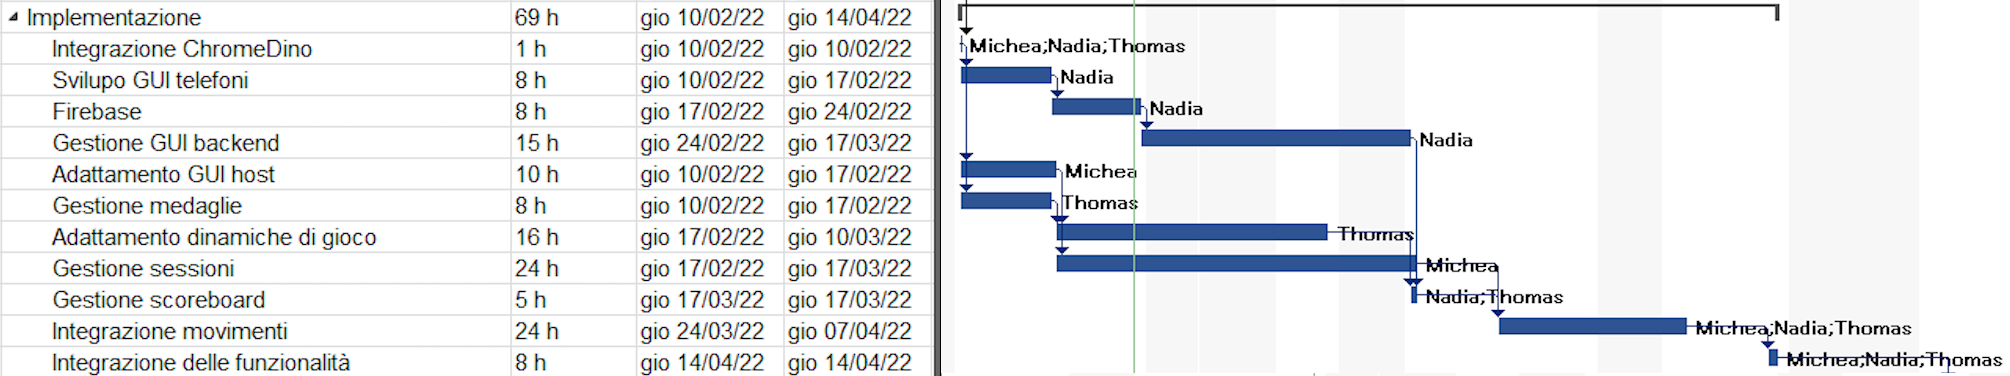 Implementazione 69 h gio 10/02/22 gio 14/04/22
Integrazione ChromeDino 1 h gio 10/02/22 gio 10/02/22 Michea;Nadia;Thomas
Svilupo GUI telefoni 8 h gio 10/02/22 gio 17/02/22 Nadia
Firebase 8 h gio 17/02/22 gio 24/02/22 Nadia
Gestione GUI backend 15 h gio 24/02/22 gio 17/03/22 Nadia
Adattamento GUI host 10 h gio 10/02/22 gio 17/02/22 Michea
Gestione medaglie 8 h gio 10/02/22 gio 17/02/22 Thomas
Adattamento dinamiche di gioco 16 h gio 17/02/22 gio 10/03/22 Thomas
Gestione sessioni 24 h gio 17/02/22 gio 17/03/22 Michea
Gestione scoreboard 5 h gio 17/03/22 gio 17/03/22 Nadia;Thomas
Integrazione movimenti 24 h gio 24/03/22 gio 07/04/22 Michea;Nadia;Thomas
Integrazione delle funzionalità 8 h gio 14/04/22 gio 14/04/22 Michea;Nadia;Thomas